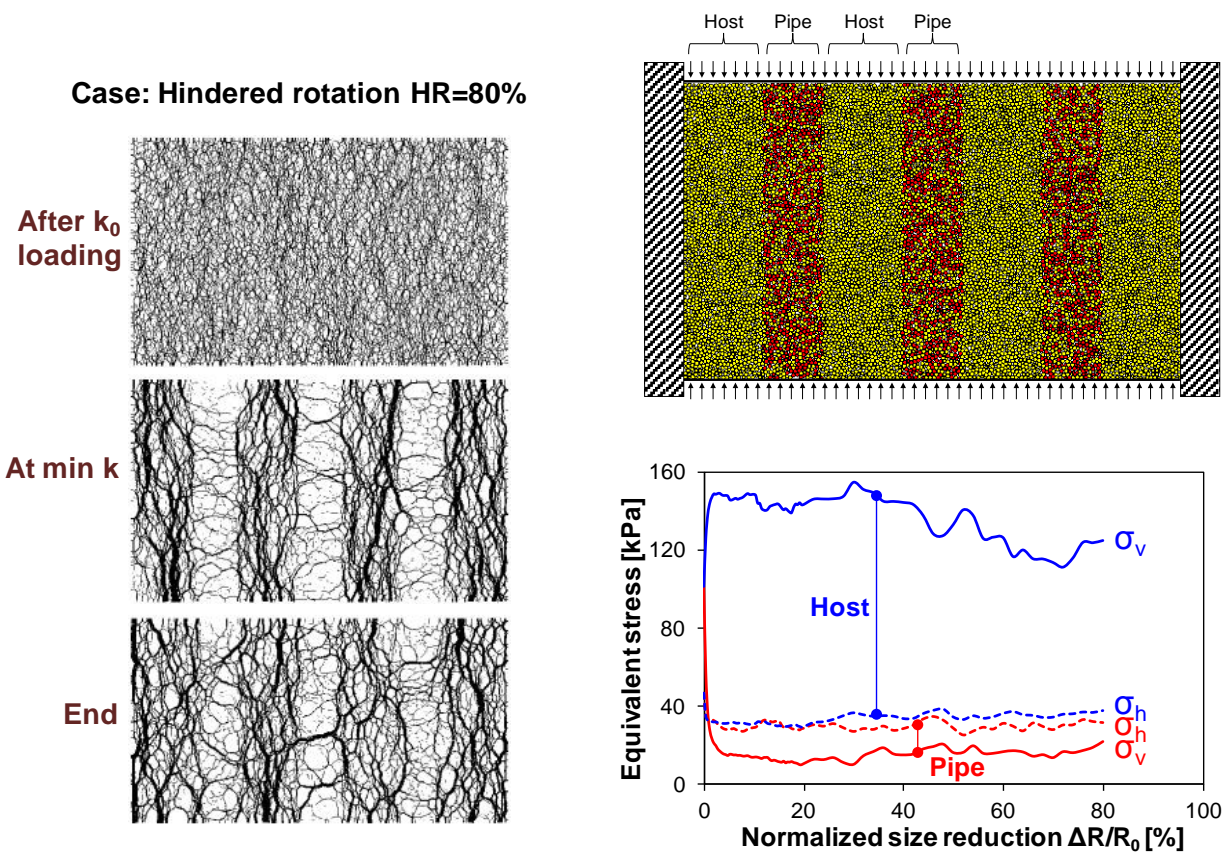 Host Pipe Host Pipe
Case: Hindered rotation HR=80%
After k₀
loading
At min k
End
Equivalent stress [kPa]
160
120
80
40
0
σᵥ
Host
σₕ
σₕ
σᵥ
Pipe
0 20 40 60 80 100
Normalized size reduction ΔR/R₀ [%]